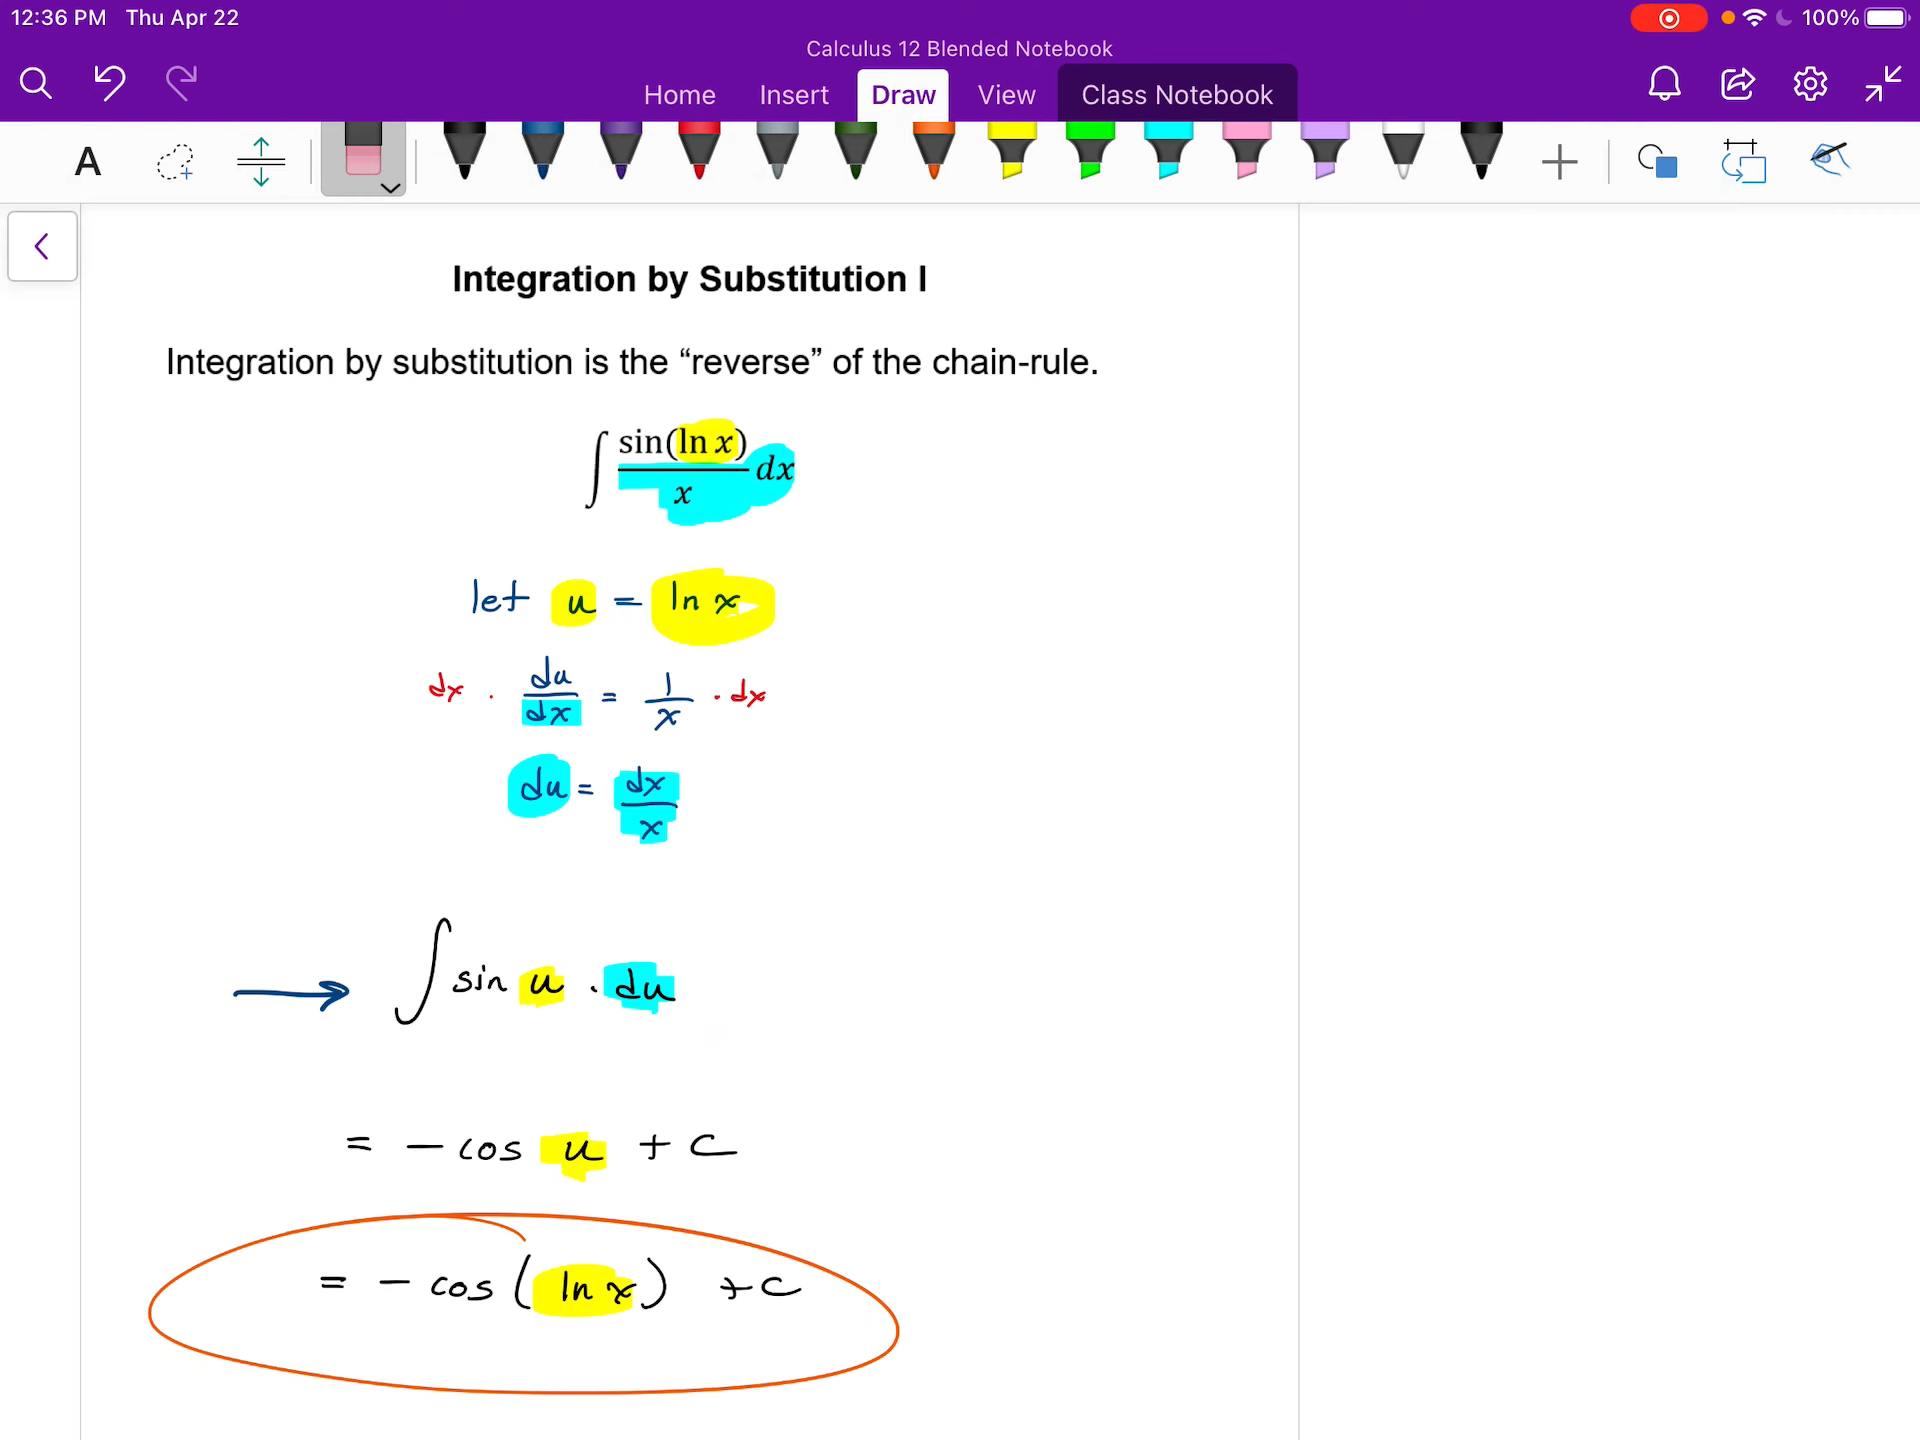 12:36 PM Thu Apr 22 100%
Calculus 12 Blended Notebook
Home Insert Draw View Class Notebook
A
Integration by Substitution I
Integration by substitution is the “reverse” of the chain-rule.
∫ sin(ln x)/x dx
let u = ln x
dx · du/dx = 1/x · dx
du = dx/x
→ ∫ sin u · du
= - cos u + c
= - cos (ln x) + c